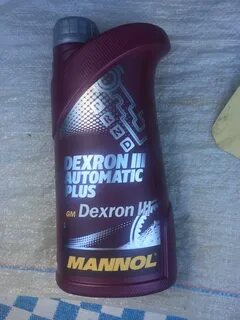 DEXRON III
AUTOMATIC
PLUS
GM Dexron III
MANNOL